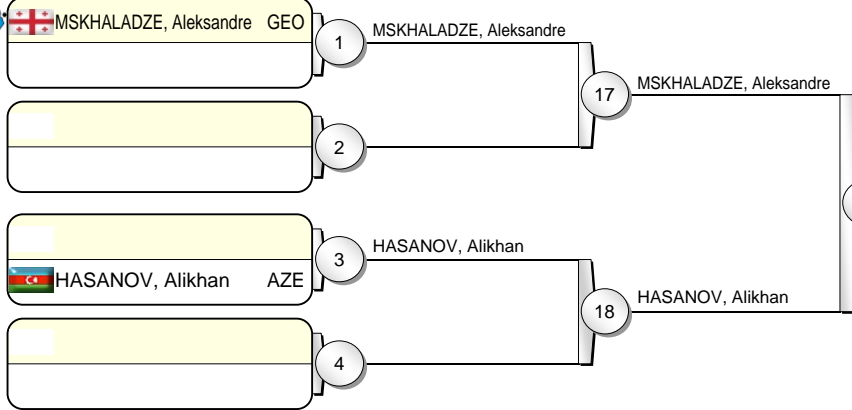 MSKHALADZE, Aleksandre GEO
1
MSKHALADZE, Aleksandre
17
MSKHALADZE, Aleksandre
2
3
HASANOV, Alikhan
HASANOV, Alikhan AZE
18
HASANOV, Alikhan
4